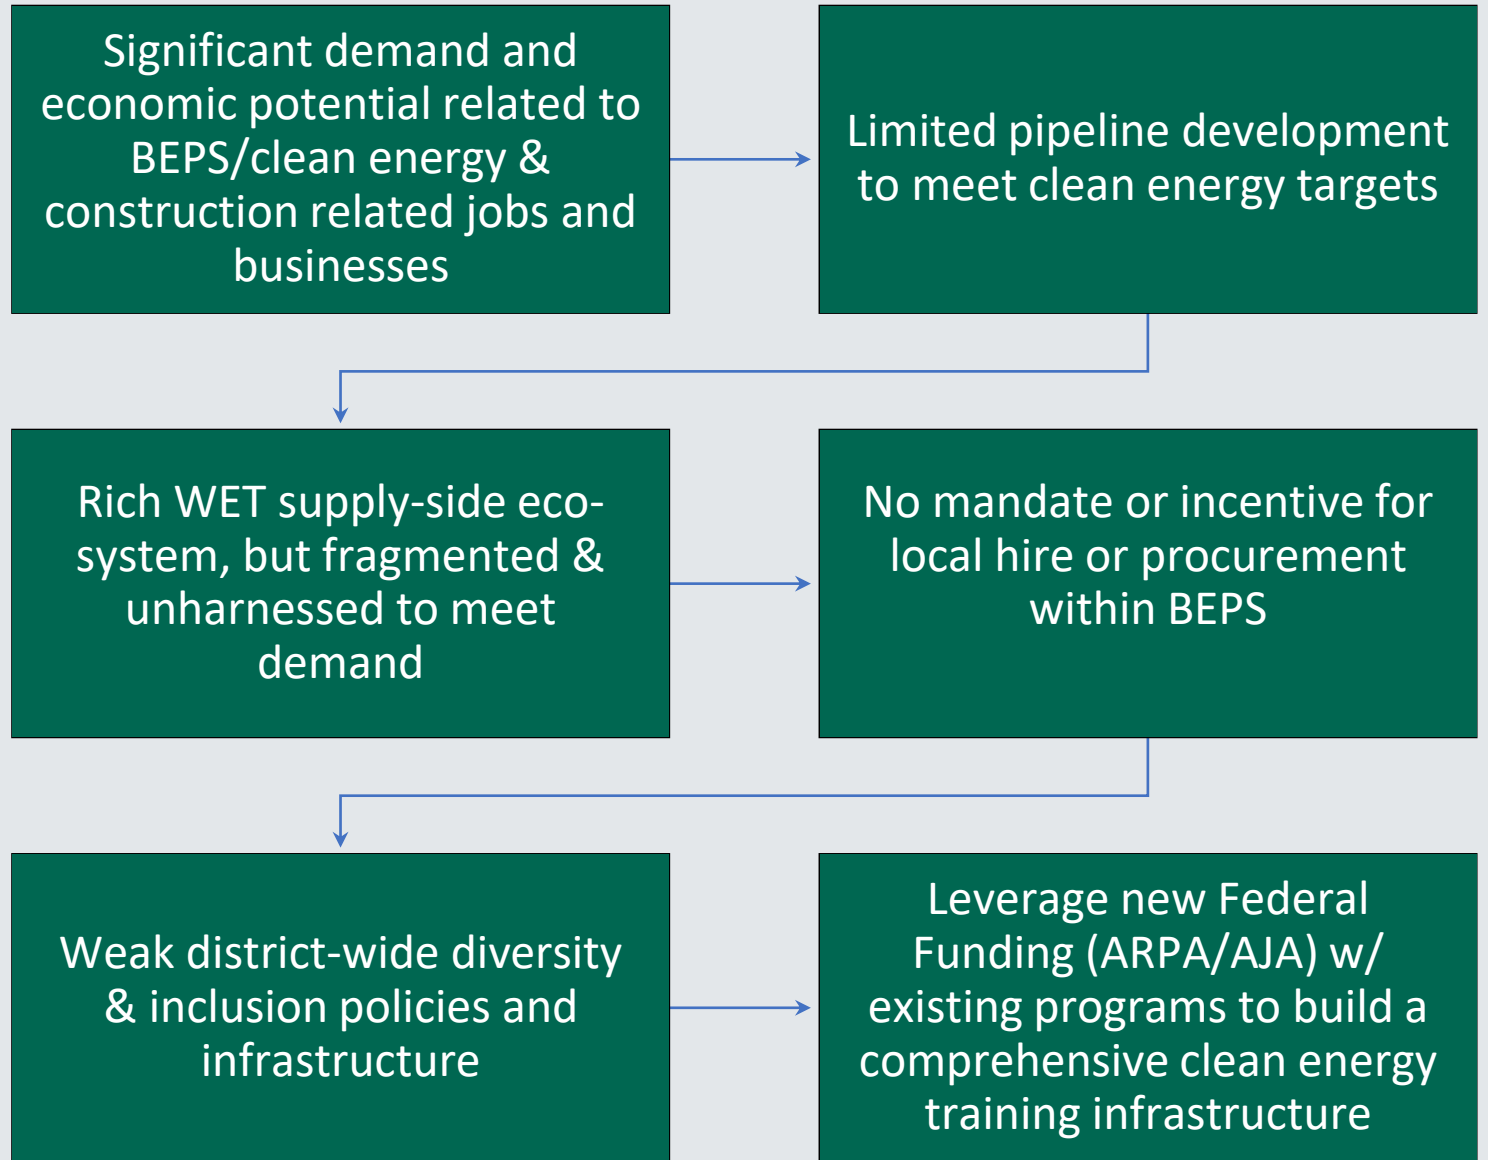 Significant demand and
economic potential related to
BEPS/clean energy &
construction related jobs and
businesses
Limited pipeline development
to meet clean energy targets
Rich WET supply-side eco-
system, but fragmented &
unharnessed to meet
demand
No mandate or incentive for
local hire or procurement
within BEPS
Weak district-wide diversity
& inclusion policies and
infrastructure
Leverage new Federal
Funding (ARPA/AJA) w/
existing programs to build a
comprehensive clean energy
training infrastructure